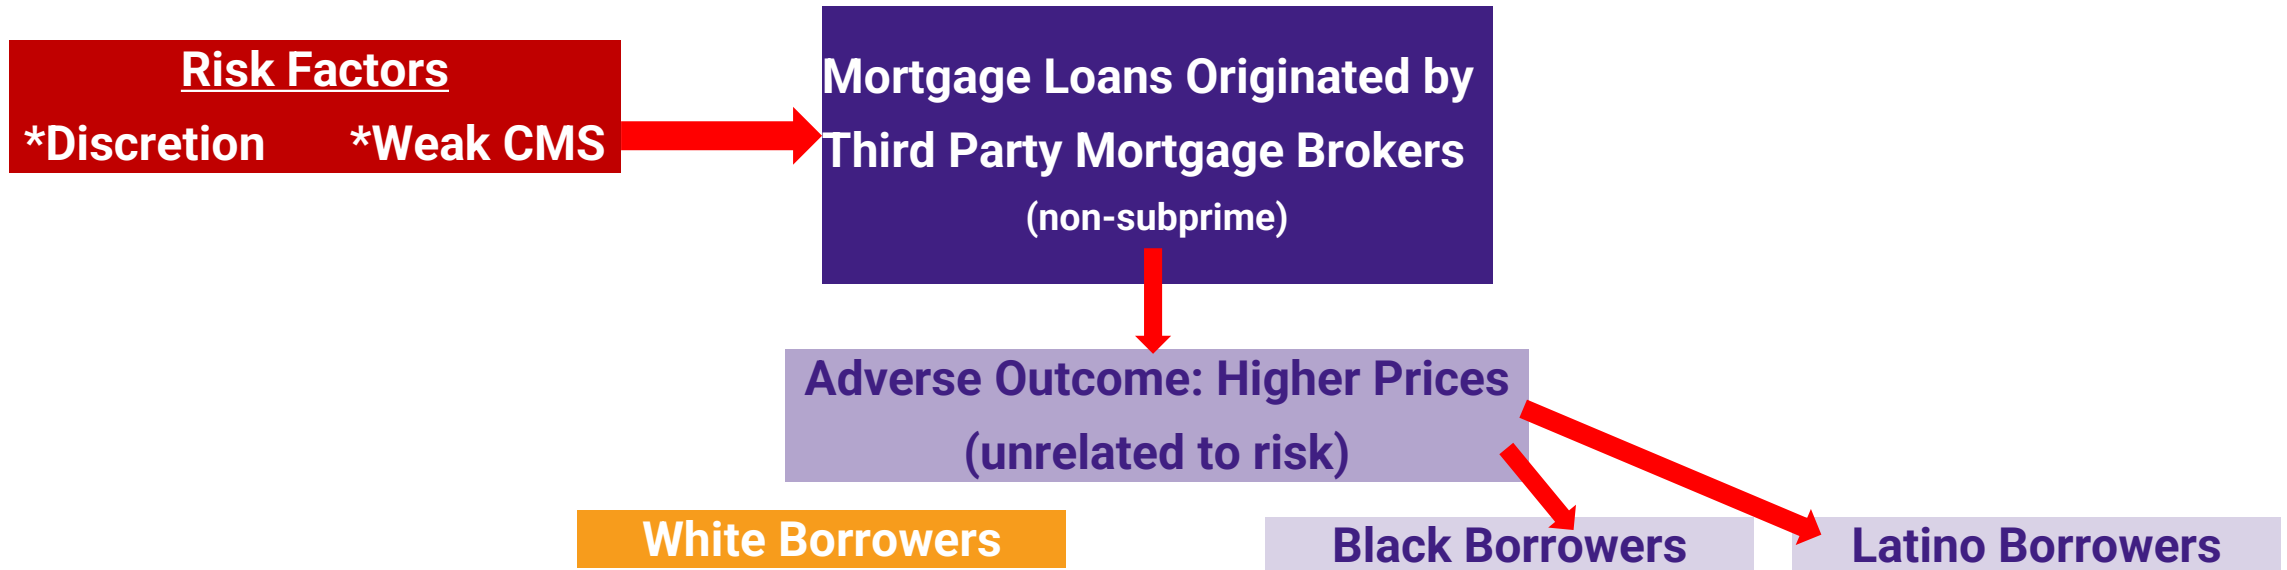 Risk Factors
*Discretion *Weak CMS
Mortgage Loans Originated by
Third Party Mortgage Brokers
(non-subprime)
Adverse Outcome: Higher Prices
(unrelated to risk)
White Borrowers
Black Borrowers
Latino Borrowers